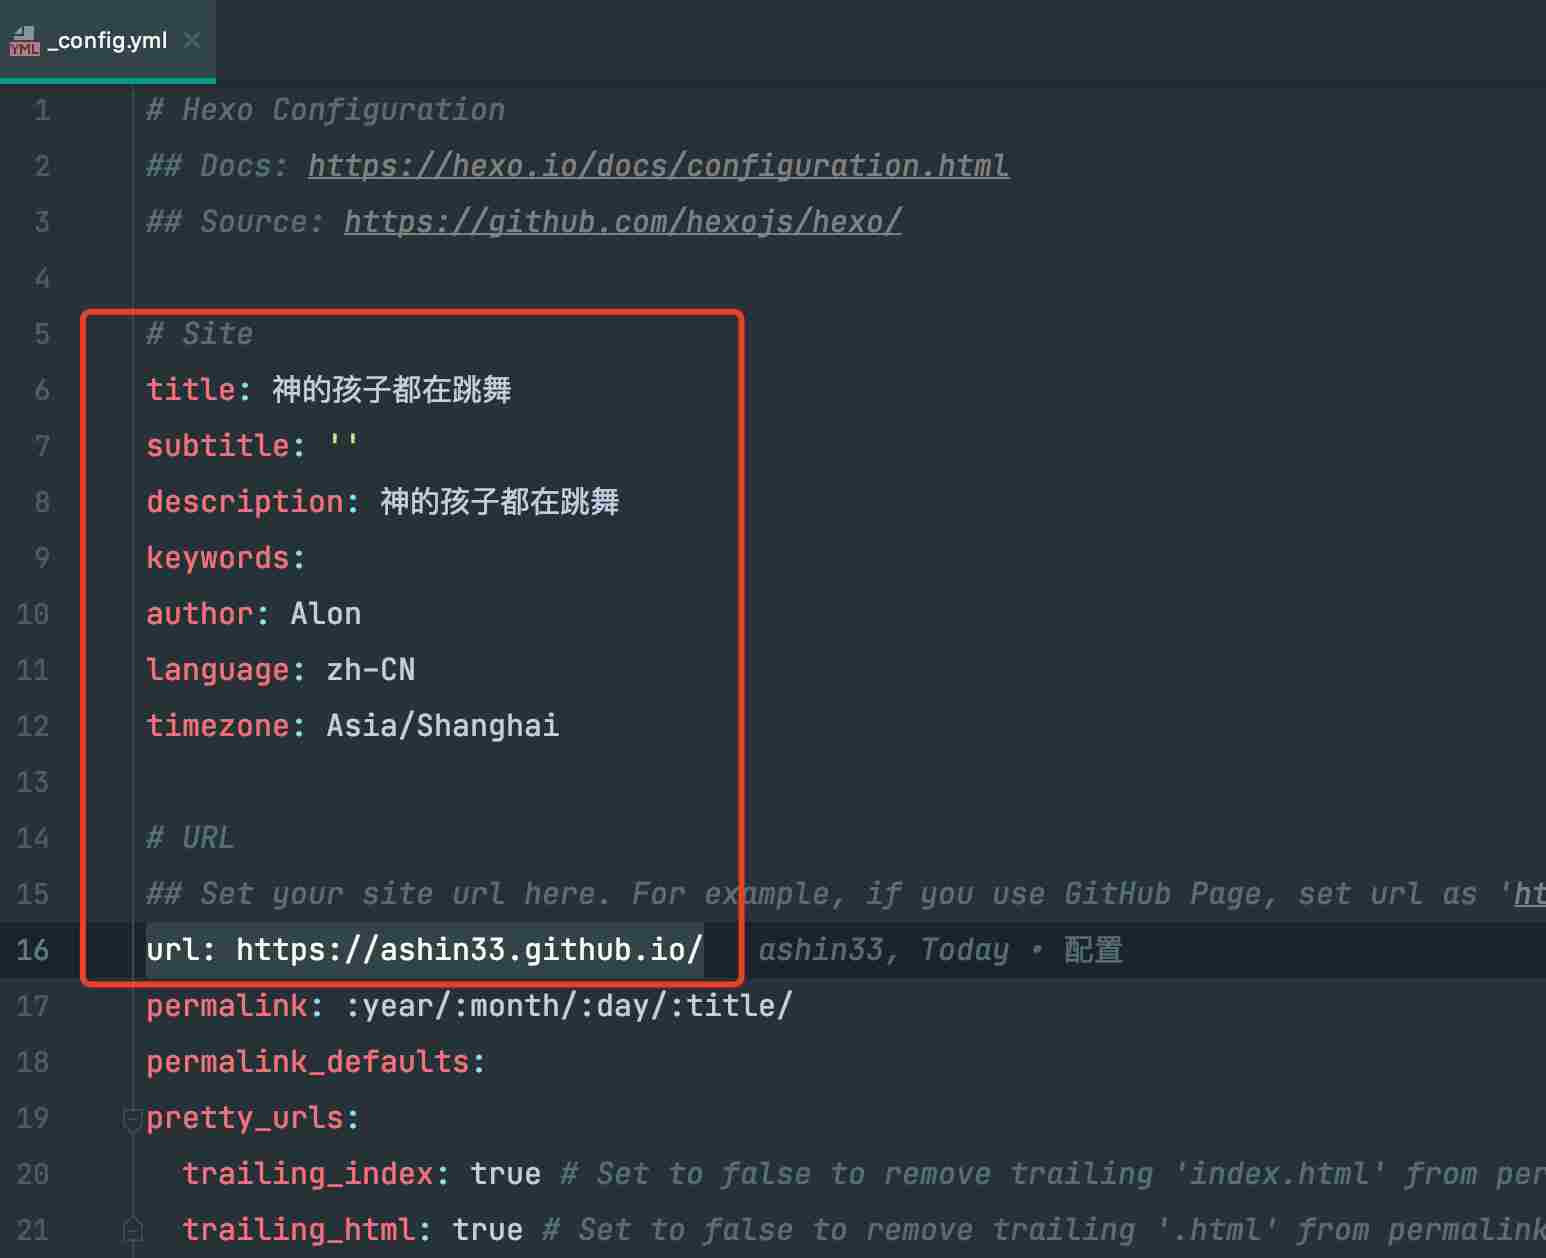 YML _config.yml
1 # Hexo Configuration
2 ## Docs: https://hexo.io/docs/configuration.html
3 ## Source: https://github.com/hexojs/hexo/
4
5 # Site
6 title: 神的孩子都在跳舞
7 subtitle: ''
8 description: 神的孩子都在跳舞
9 keywords:
10 author: Alon
11 language: zh-CN
12 timezone: Asia/Shanghai
13
14 # URL
15 ## Set your site url here. For example, if you use GitHub Page, set url as 'ht
16 url: https://ashin33.github.io/ ashin33, Today • 配置
17 permalink: :year/:month/:day/:title/
18 permalink_defaults:
19 pretty_urls:
20 trailing_index: true # Set to false to remove trailing 'index.html' from per
21 trailing_html: true # Set to false to remove trailing '.html' from permalink